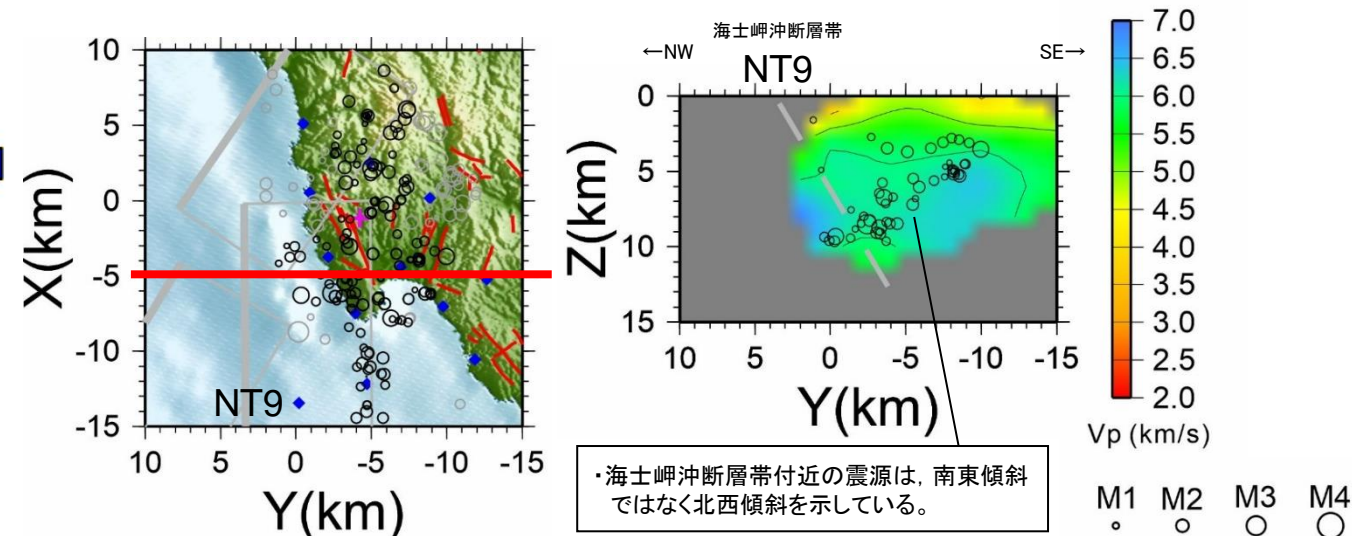 10
5
0
-5
-10
-15
X(km)
NT9
10 5 0 -5 -10 -15
Y(km)
海士岬沖断層帯
←NW
SE→
NT9
0
5
10
15
Z(km)
10 5 0 -5 -10 -15
Y(km)
・海士岬沖断層帯付近の震源は，南東傾斜
ではなく北西傾斜を示している。
7.0
6.5
6.0
5.5
5.0
4.5
4.0
3.5
3.0
2.5
2.0
Vp (km/s)
M1 M2 M3 M4